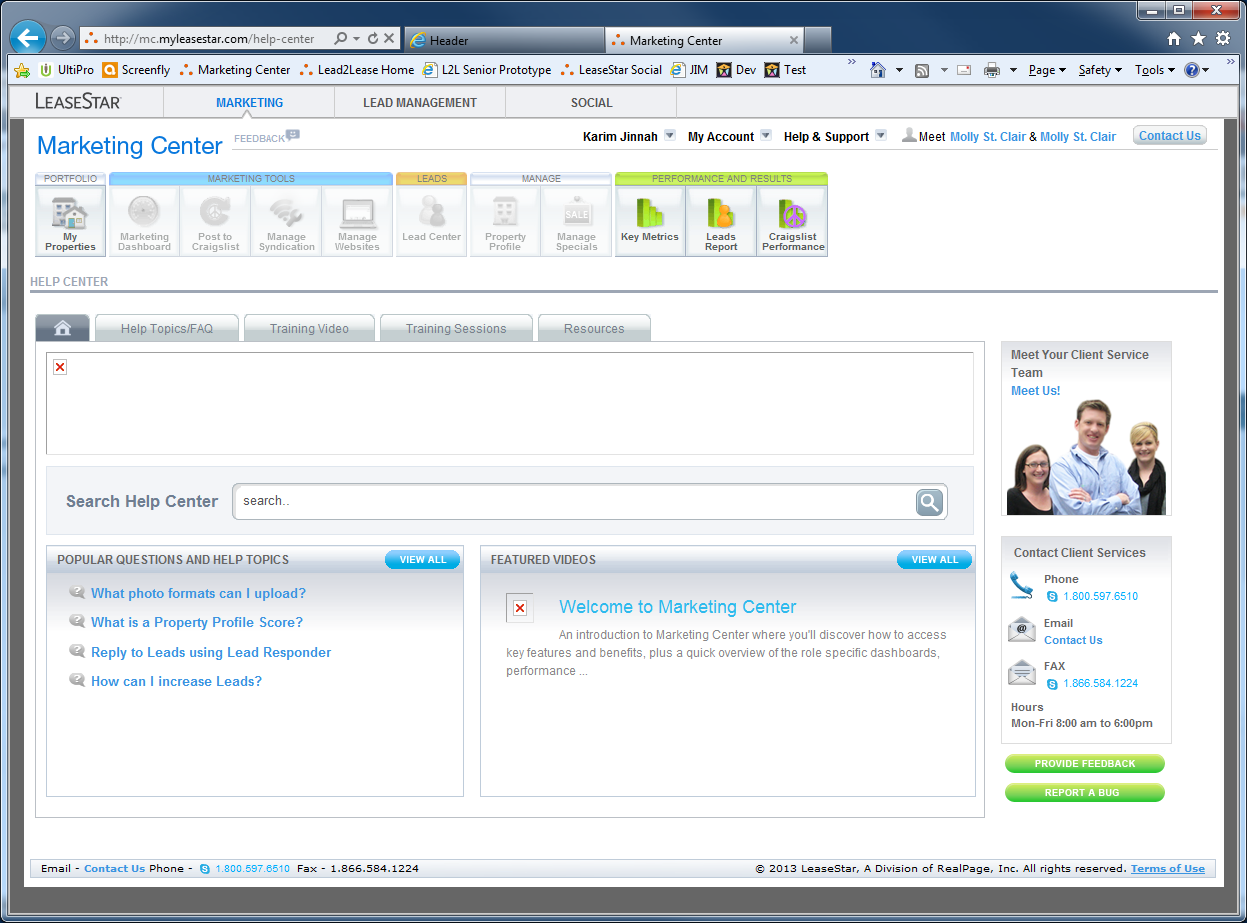 http://mc.myleasestar.com/help-center
Header
Marketing Center
UltiPro
Screenfly
Marketing Center
Lead2Lease Home
L2L Senior Prototype
LeaseStar Social
JIM
Dev
Test
Page
Safety
Tools
LEASESTAR
MARKETING
LEAD MANAGEMENT
SOCIAL
Marketing Center
FEEDBACK
Karim Jinnah
My Account
Help & Support
Meet Molly St. Clair & Molly St. Clair
Contact Us
PORTFOLIO
MARKETING TOOLS
LEADS
MANAGE
PERFORMANCE AND RESULTS
My
Properties
Marketing
Dashboard
Post to
Craigslist
Manage
Syndication
Manage
Websites
Lead Center
Property
Profile
SALE
Manage
Specials
Key Metrics
Leads
Report
Craigslist
Performance
HELP CENTER
Help Topics/FAQ
Training Video
Training Sessions
Resources
Search Help Center
search..
POPULAR QUESTIONS AND HELP TOPICS
VIEW ALL
What photo formats can I upload?
What is a Property Profile Score?
Reply to Leads using Lead Responder
How can I increase Leads?
FEATURED VIDEOS
VIEW ALL
Welcome to Marketing Center
An introduction to Marketing Center where you'll discover how to access
key features and benefits, plus a quick overview of the role specific dashboards,
performance ...
Meet Your Client Service
Team
Meet Us!
Contact Client Services
Phone
1.800.597.6510
Email
Contact Us
FAX
1.866.584.1224
Hours
Mon-Fri 8:00 am to 6:00pm
PROVIDE FEEDBACK
REPORT A BUG
Email - Contact Us Phone - 1.800.597.6510 Fax - 1.866.584.1224
© 2013 LeaseStar, A Division of RealPage, Inc. All rights reserved. Terms of Use